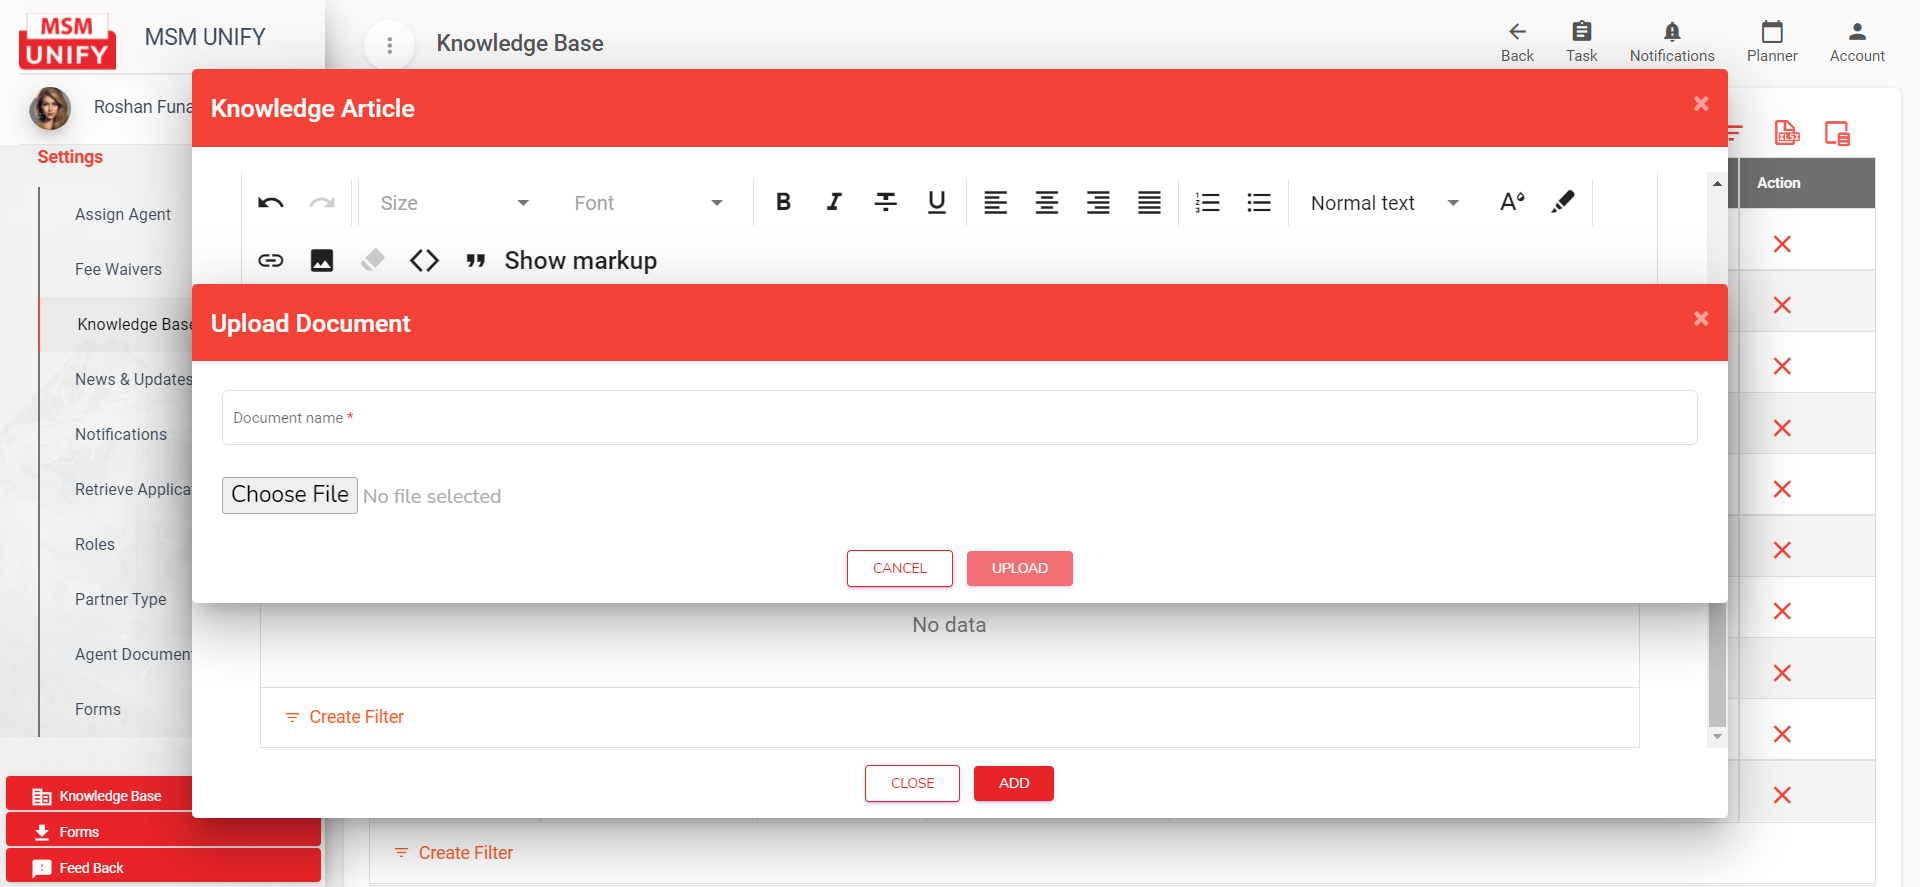 MSM
UNIFY
MSM UNIFY
Knowledge Base
Back
Task
Notifications
Planner
Account
Roshan Funa
Settings
Assign Agent
Fee Waivers
Knowledge Base
News & Updates
Notifications
Retrieve Applica
Roles
Partner Type
Agent Documen
Forms
Knowledge Base
Forms
Feed Back
Knowledge Article
Size
Font
Normal text
Show markup
Upload Document
Document name *
Choose File No file selected
CANCEL
UPLOAD
No data
Create Filter
CLOSE
ADD
Action
Create Filter